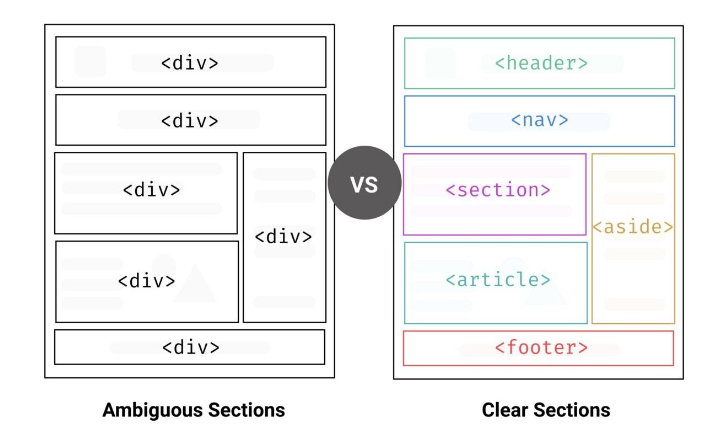 <div>
<div>
<div>
<div>
<div>
<div>
Ambiguous Sections
VS
<header>
<nav>
<section>
<aside>
<article>
<footer>
Clear Sections